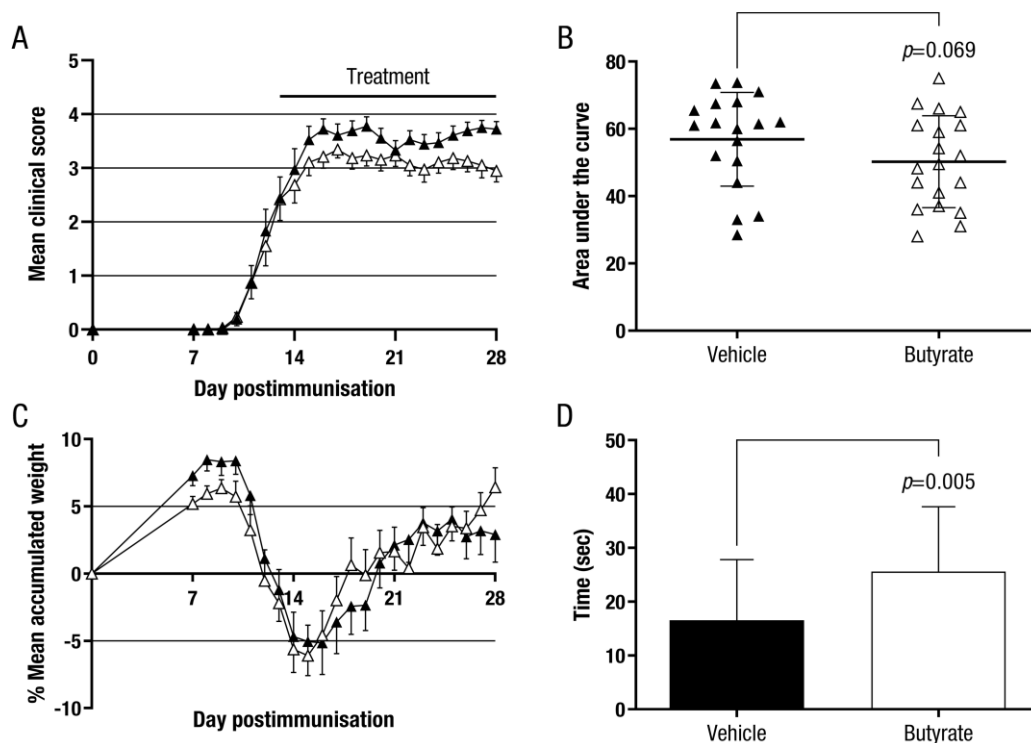 A
Treatment
Mean clinical score
5
4
3
2
1
0
0 7 14 21 28
Day postimmunisation
B
p=0.069
Area under the curve
80
60
40
20
0
Vehicle Butyrate
C
% Mean accumulated weight
10
5
0
-5
-10
7 14 21 28
Day postimmunisation
D
p=0.005
Time (sec)
50
40
30
20
10
0
Vehicle Butyrate